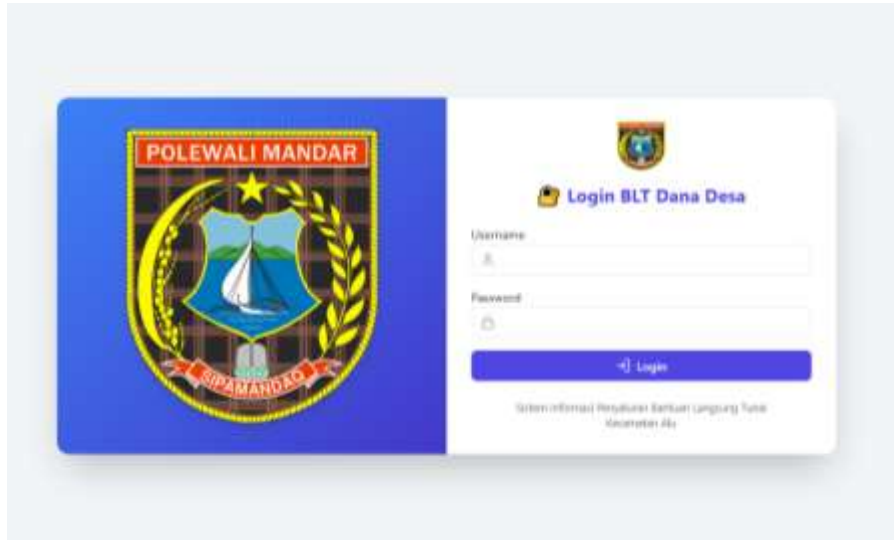 POLEWALI MANDAR
SIPAMANDAQ
Login BLT Dana Desa
Username
Password
Login
Sistem Informasi Penyaluran Bantuan Langsung Tunai
Kecamatan Alu